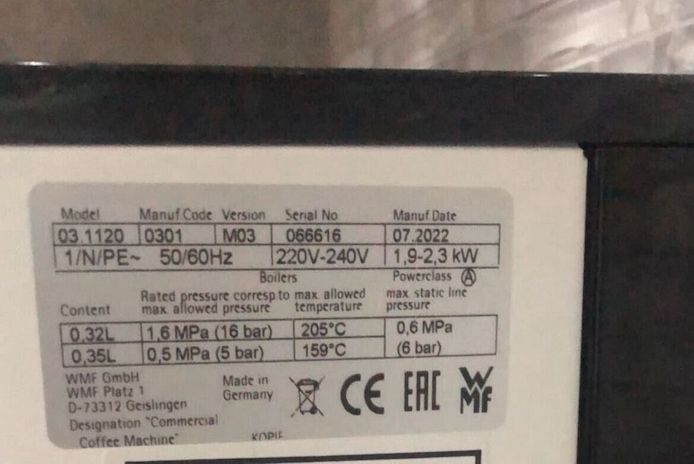 Model Manuf Code Version Serial No Manuf Date
03.1120 0301 M03 066616 07.2022
1/N/PE~ 50/60Hz 220V-240V 1,9-2,3 kW
Boilers Powerclass A
Content Rated pressure corresp.to max. allowed pressure max. allowed temperature max. static line pressure
0,32L 1,6 MPa (16 bar) 205°C 0,6 MPa
0,35L 0,5 MPa (5 bar) 159°C (6 bar)
WMF GmbH
WMF Platz 1
D-73312 Geislingen
Designation "Commercial
Coffee Machine"
Made in
Germany
CE EAC WMF
KOPIE